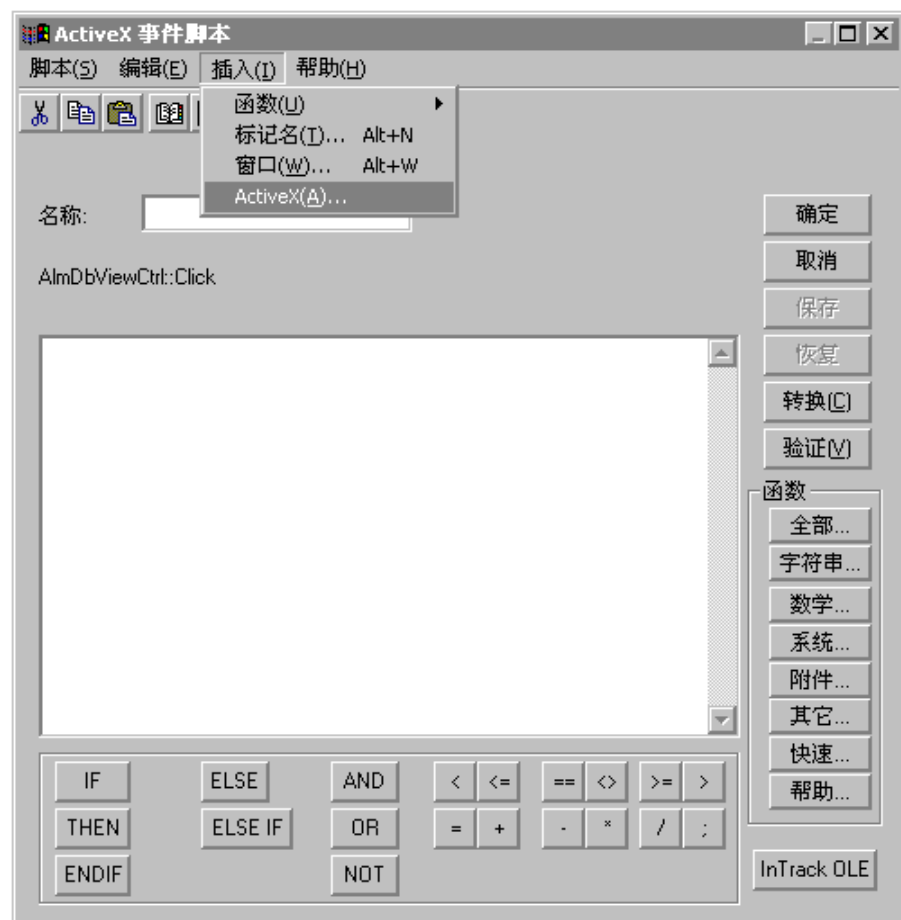 ActiveX 事件脚本
脚本(S) 编辑(E) 插入(I) 帮助(H)
函数(U)
标记名(T)... Alt+N
窗口(W)... Alt+W
ActiveX(A)...
名称:
AlmDbViewCtrl::Click
确定
取消
保存
恢复
转换(C)
验证(V)
函数
全部...
字符串...
数学...
系统...
附件...
其它...
快速...
帮助...
IF ELSE AND < <= == <> >= >
THEN ELSE IF OR = + - * / ;
ENDIF NOT
InTrack OLE